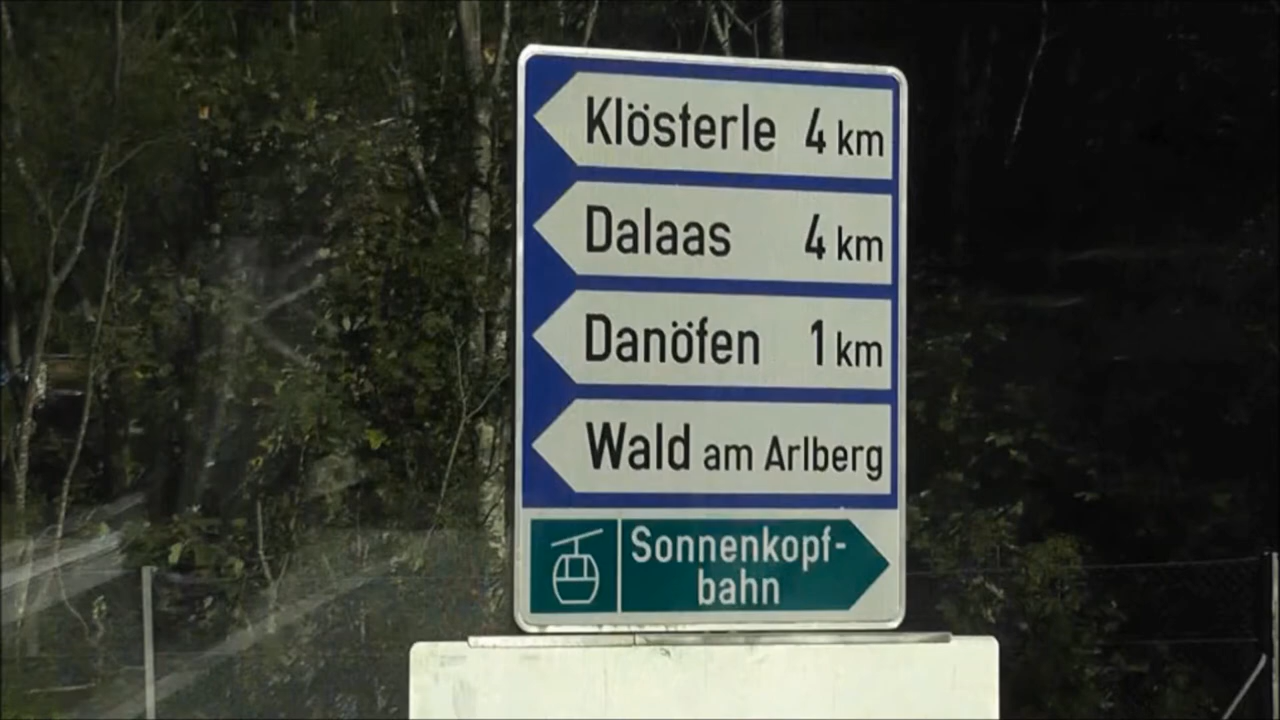 Klösterle 4 km
Dalaas 4 km
Danöfen 1 km
Wald am Arlberg
Sonnenkopf-
bahn